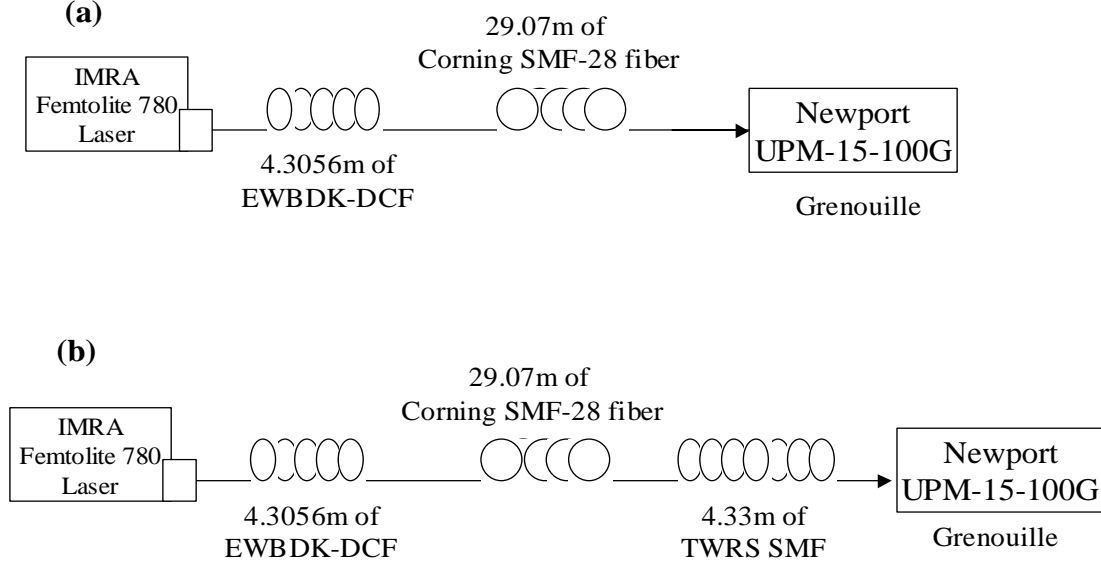 (a)
29.07m of
Corning SMF-28 fiber
IMRA
Femtolite 780
Laser
Newport
UPM-15-100G
4.3056m of
EWBDK-DCF
Grenouille
(b)
29.07m of
Corning SMF-28 fiber
IMRA
Femtolite 780
Laser
Newport
UPM-15-100G
4.3056m of
EWBDK-DCF
4.33m of
TWRS SMF
Grenouille